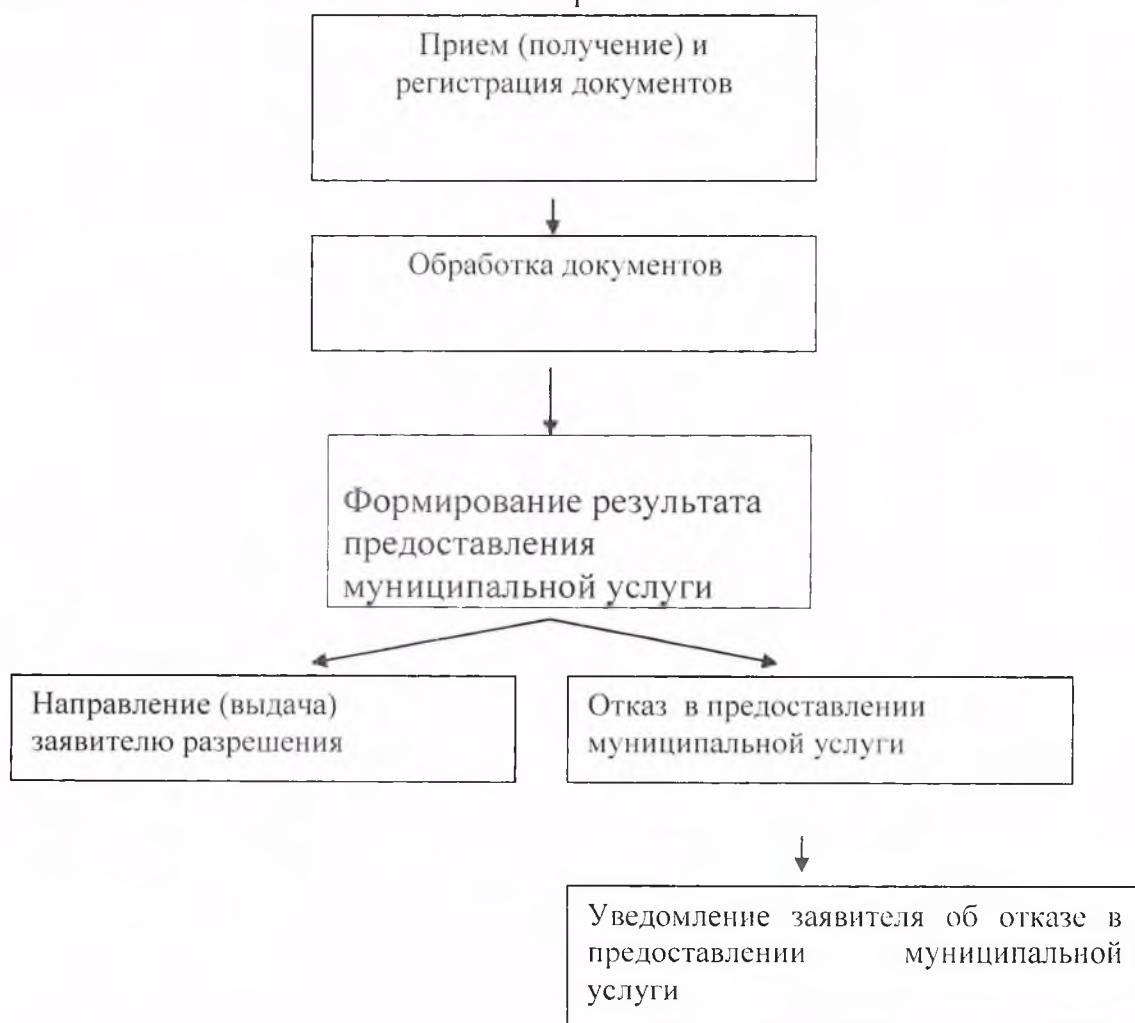 Прием (получение) и
регистрация документов
Обработка документов
Формирование результата
предоставления
муниципальной услуги
Направление (выдача)
заявителю разрешения
Отказ в предоставлении
муниципальной услуги
Уведомление заявителя об отказе в
предоставлении муниципальной
услуги